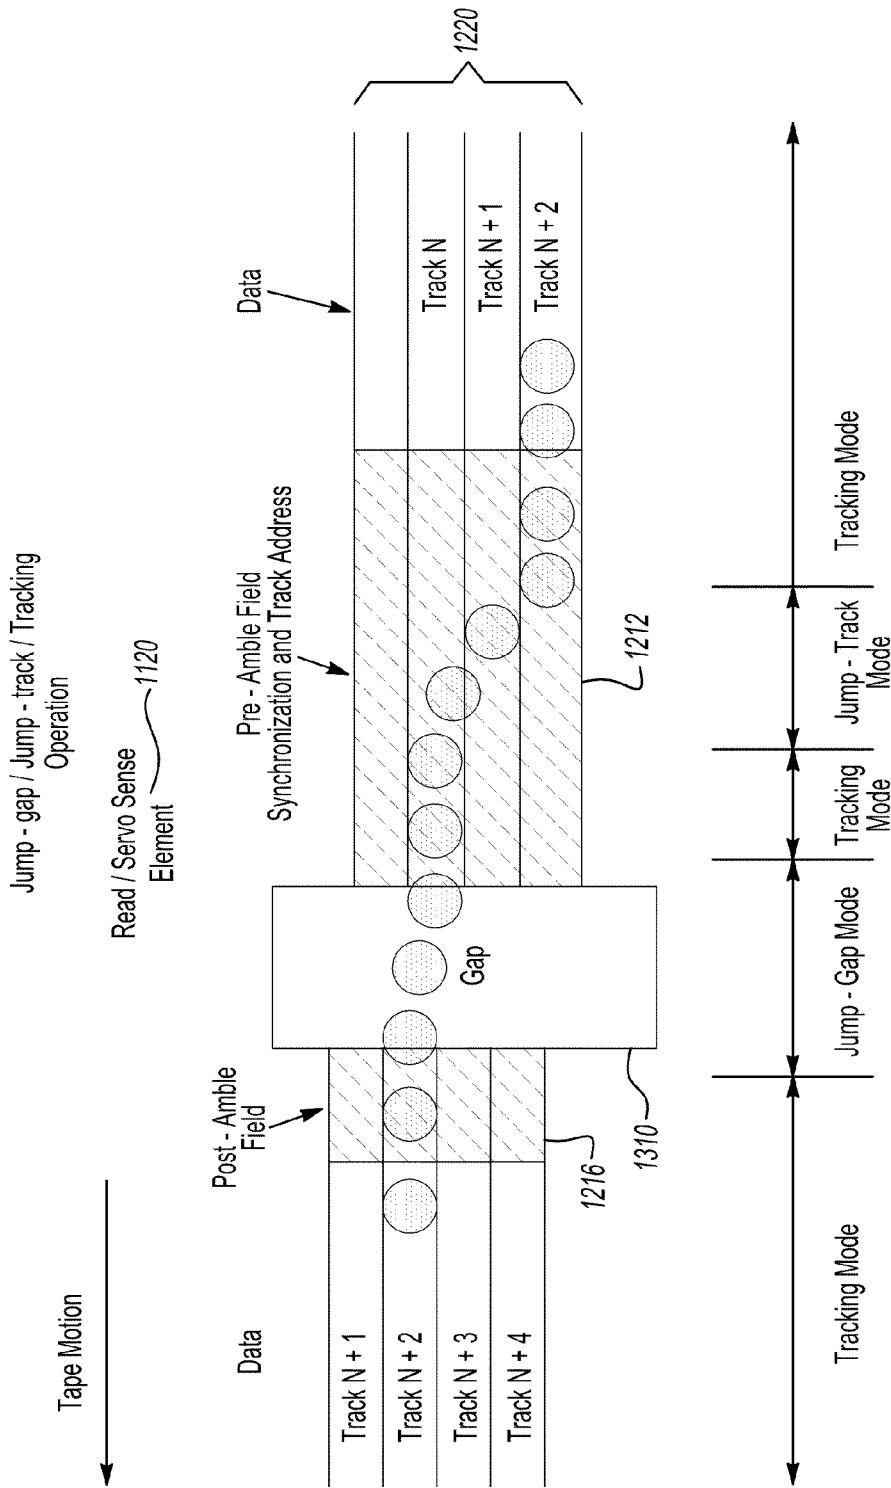 Jump - gap / Jump - track / Tracking
Operation
Tape Motion
Read / Servo Sense
Element
1120
Data
Post - Amble
Field
Pre - Amble Field
Synchronization and Track Address
Data
1220
Track N + 1
Track N + 2
Track N + 3
Track N + 4
Gap
Track N
Track N + 1
Track N + 2
1216
1310
1212
Tracking Mode
Jump - Gap Mode
Tracking
Mode
Jump - Track
Mode
Tracking Mode